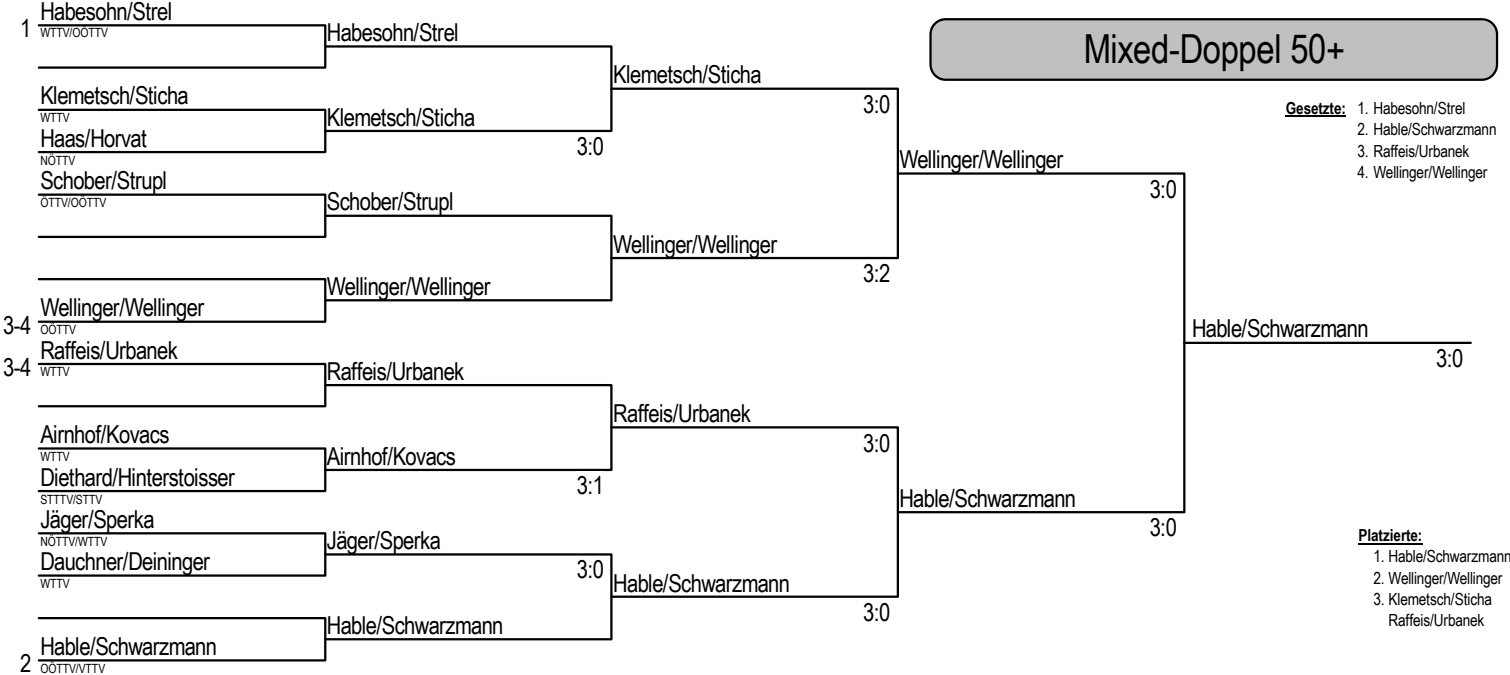 Mixed-Doppel 50+
Gesetzte: 1. Habesohn/Strel
2. Hable/Schwarzmann
3. Raffeis/Urbanek
4. Wellinger/Wellinger
1 Habesohn/Strel
WTTV/OÖTTV
Klemetsch/Sticha
WTTV
Haas/Horvat
NÖTTV
Schober/Strupl
ÖTTV/OÖTTV
3-4 Wellinger/Wellinger
OÖTTV
3-4 Raffeis/Urbanek
WTTV
Airnhof/Kovacs
WTTV
Diethard/Hinterstoisser
STTTV/STTV
Jäger/Sperka
NÖTTV/WTTV
Dauchner/Deininger
WTTV
2 Hable/Schwarzmann
OÖTTV/VTTV
Habesohn/Strel
Klemetsch/Sticha
3:0
Schober/Strupl
Wellinger/Wellinger
Raffeis/Urbanek
Airnhof/Kovacs
3:1
Jäger/Sperka
3:0
Hable/Schwarzmann
Klemetsch/Sticha
3:0
Wellinger/Wellinger
3:2
Raffeis/Urbanek
3:0
Hable/Schwarzmann
3:0
Wellinger/Wellinger
3:0
Hable/Schwarzmann
3:0
Hable/Schwarzmann
3:0
Platzierte:
1. Hable/Schwarzmann
2. Wellinger/Wellinger
3. Klemetsch/Sticha
Raffeis/Urbanek